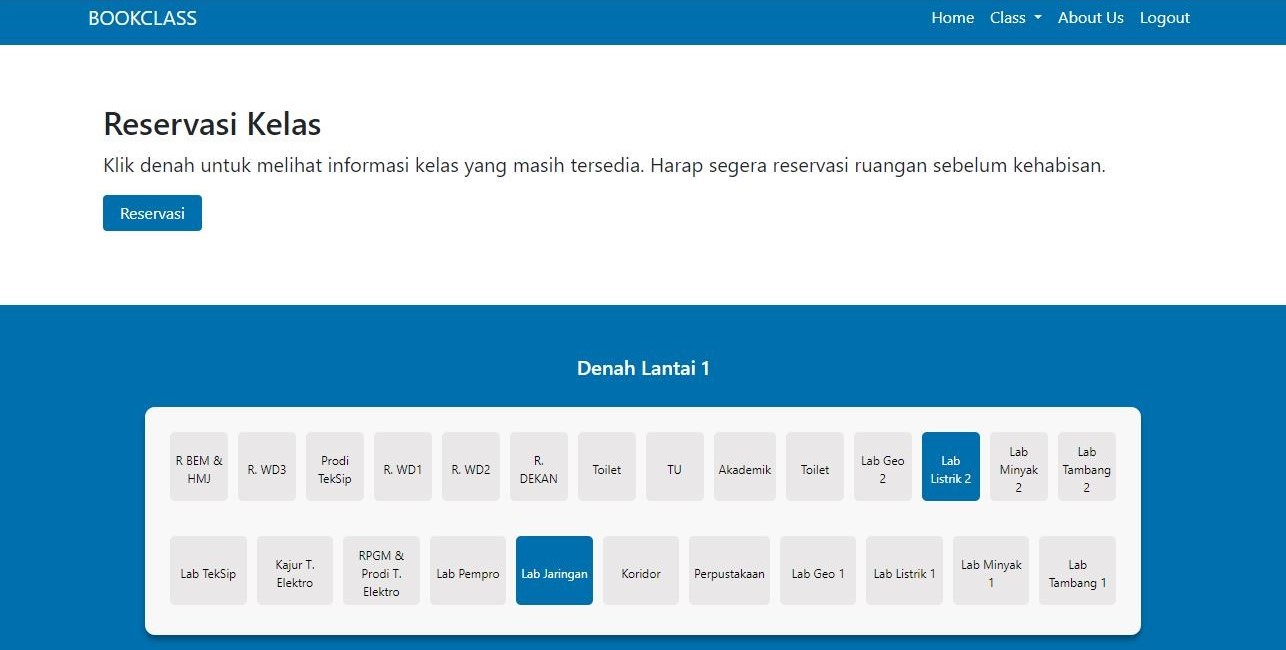 BOOKCLASS
Home Class About Us Logout
Reservasi Kelas
Klik denah untuk melihat informasi kelas yang masih tersedia. Harap segera reservasi ruangan sebelum kehabisan.
Reservasi
Denah Lantai 1
R BEM &
HMJ
R. WD3
Prodi
TekSip
R. WD1
R. WD2
R.
DEKAN
Toilet
TU
Akademik
Toilet
Lab Geo
2
Lab
Listrik 2
Lab
Minyak
2
Lab
Tambang
2
Lab TekSip
Kajur T.
Elektro
RPGM &
Prodi T.
Elektro
Lab Pempro
Lab Jaringan
Koridor
Perpustakaan
Lab Geo 1
Lab Listrik 1
Lab Minyak
1
Lab
Tambang 1